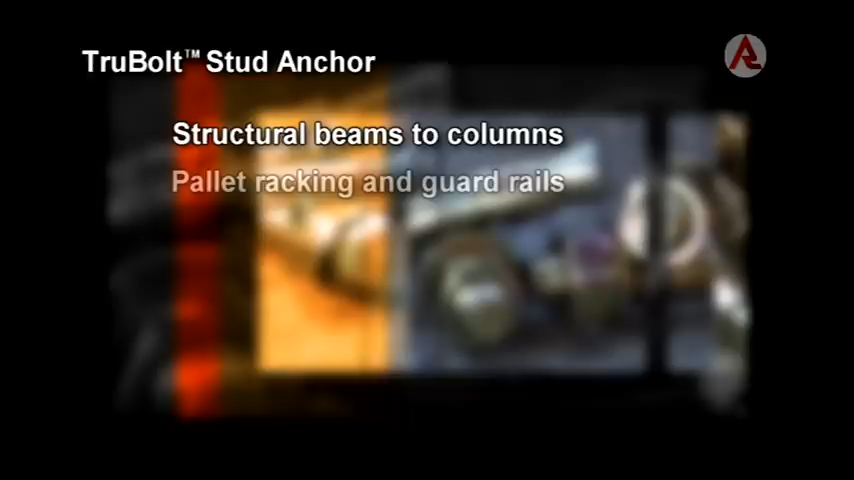 TruBolt™ Stud Anchor
Structural beams to columns
Pallet racking and guard rails